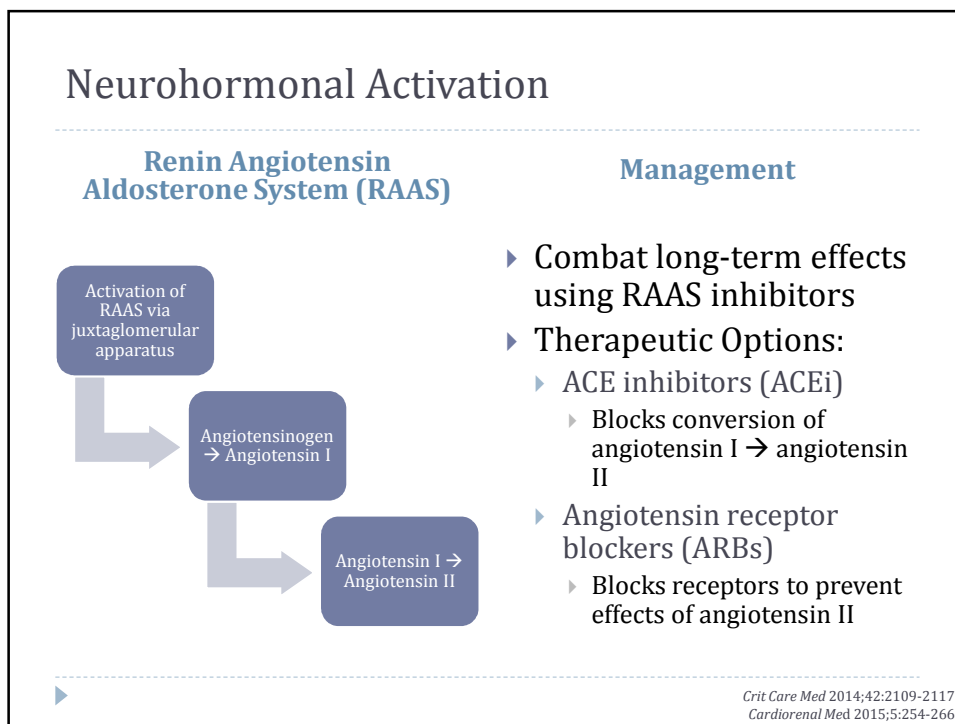 Neurohormonal Activation
Renin Angiotensin
Aldosterone System (RAAS)
Activation of
RAAS via
juxtaglomerular
apparatus
Angiotensinogen
→ Angiotensin I
Angiotensin I →
Angiotensin II
Management
Combat long-term effects
using RAAS inhibitors
Therapeutic Options:
ACE inhibitors (ACEi)
Blocks conversion of
angiotensin I → angiotensin
II
Angiotensin receptor
blockers (ARBs)
Blocks receptors to prevent
effects of angiotensin II
Crit Care Med 2014;42:2109-2117
Cardiorenal Med 2015;5:254-266